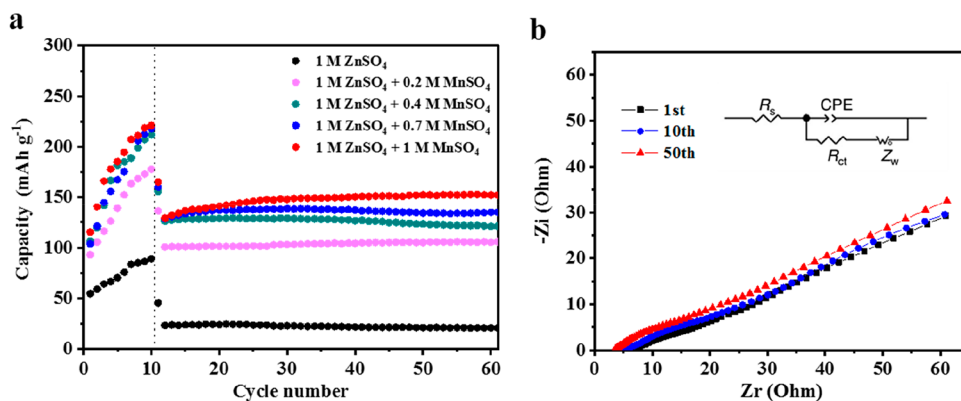 a
300
250
200
150
100
50
0
Capacity (mAh g⁻¹)
0 10 20 30 40 50 60
Cycle number
1 M ZnSO₄
1 M ZnSO₄ + 0.2 M MnSO₄
1 M ZnSO₄ + 0.4 M MnSO₄
1 M ZnSO₄ + 0.7 M MnSO₄
1 M ZnSO₄ + 1 M MnSO₄
b
60
50
40
30
20
10
0
-Zi (Ohm)
0 10 20 30 40 50 60
Zr (Ohm)
1st
10th
50th
Rₛ
CPE
R_ct
Z_w